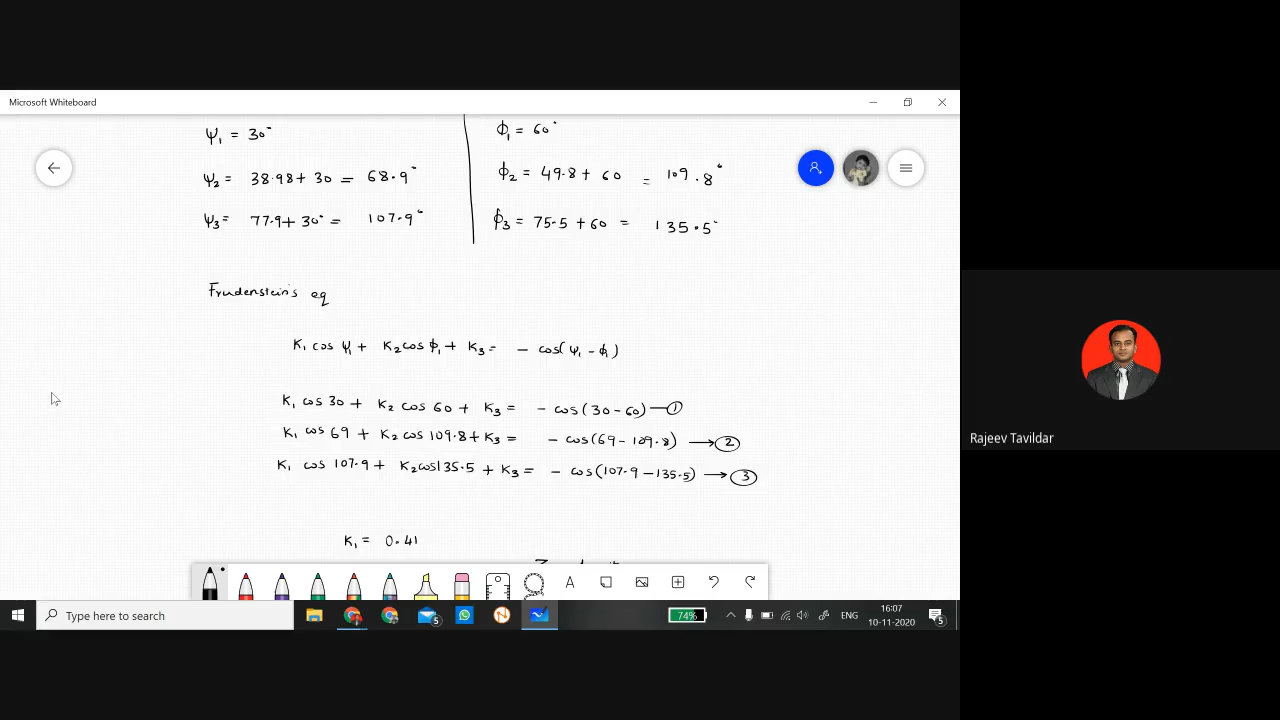 Microsoft Whiteboard
ψ₁ = 30°
ψ₂ = 38.98 + 30 = 68.9°
ψ₃ = 77.9 + 30° = 107.9°
ϕ₁ = 60°
ϕ₂ = 49.8 + 60 = 109.8°
ϕ₃ = 75.5 + 60 = 135.5°
Frudenstein's eq
K₁ cos ψ₁ + K₂ cos ϕ₁ + K₃ = - cos(ψ₁ - ϕ₁)
K₁ cos 30 + K₂ cos 60 + K₃ = - cos(30 - 60) — ①
K₁ cos 69 + K₂ cos 109.8 + K₃ = - cos(69 - 109.8) → ②
K₁ cos 107.9 + K₂ cos 135.5 + K₃ = - cos(107.9 - 135.5) → ③
K₁ = 0.41
Rajeev Tavildar
Type here to search
5
74%
ENG
16:07
10-11-2020
5